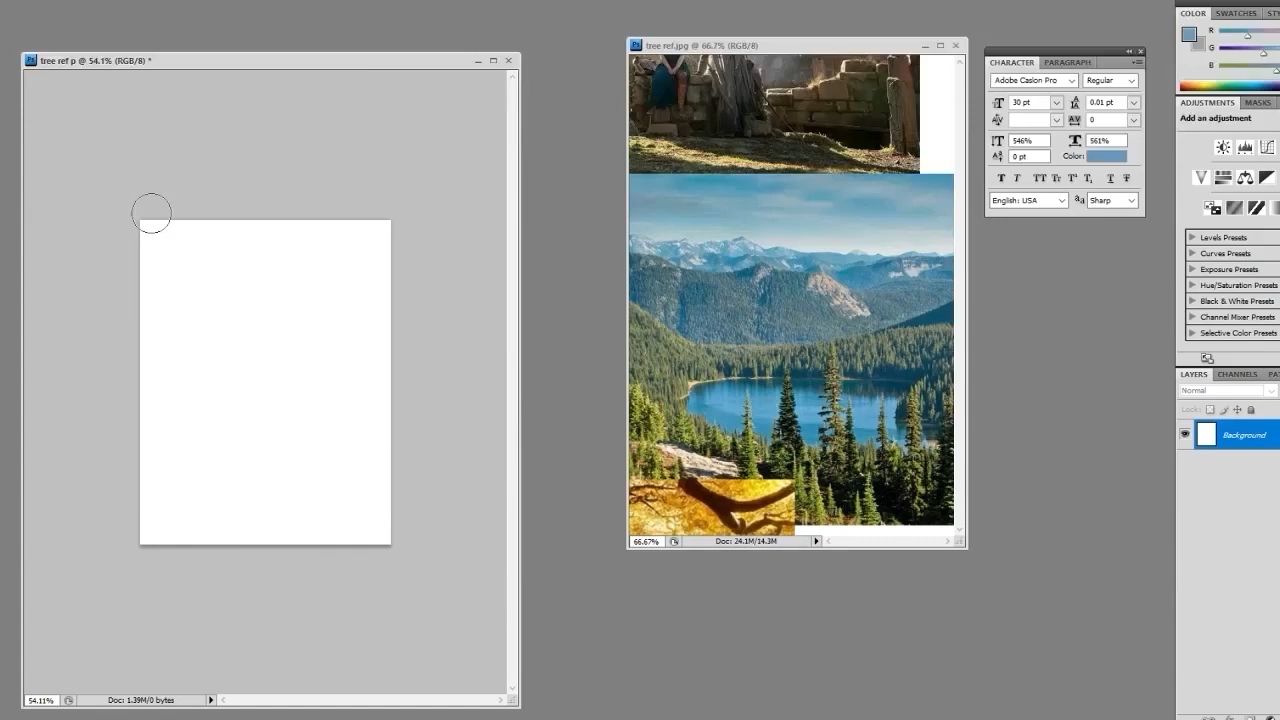 tree ref p @ 54.1% (RGB/8) *
54.11%
Doc: 1.39M/0 bytes
tree ref.jpg @ 66.7% (RGB/8)
66.67%
Doc: 24.1M/14.3M
CHARACTER
PARAGRAPH
Adobe Caslon Pro
Regular
30 pt
0.01 pt
0
546%
561%
0 pt
Color:
English: USA
Sharp
COLOR
SWATCHES
STY
R
G
B
ADJUSTMENTS
MASKS
Add an adjustment
Levels Presets
Curves Presets
Exposure Presets
Hue/Saturation Presets
Black & White Presets
Channel Mixer Presets
Selective Color Presets
LAYERS
CHANNELS
PAT
Normal
Lock:
Background